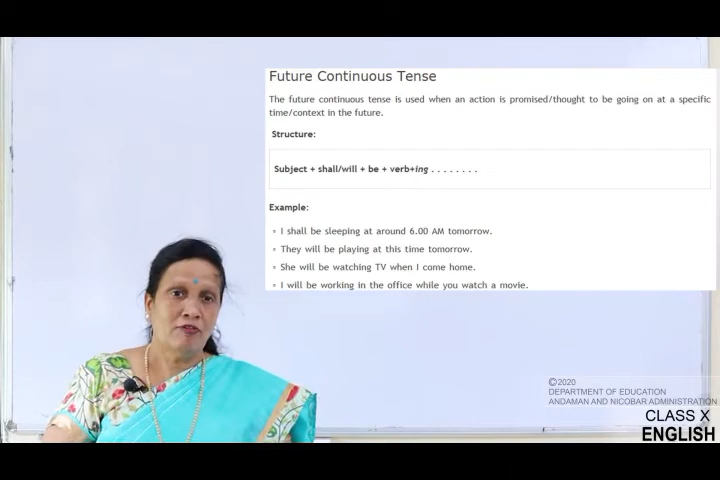 Future Continuous Tense
The future continuous tense is used when an action is promised/thought to be going on at a specific
time/context in the future.
Structure:
Subject + shall/will + be + verb+ing . . . . . . . .
Example:
▫ I shall be sleeping at around 6.00 AM tomorrow.
▫ They will be playing at this time tomorrow.
▫ She will be watching TV when I come home.
▫ I will be working in the office while you watch a movie.
©2020
DEPARTMENT OF EDUCATION
ANDAMAN AND NICOBAR ADMINISTRATION
CLASS X
ENGLISH